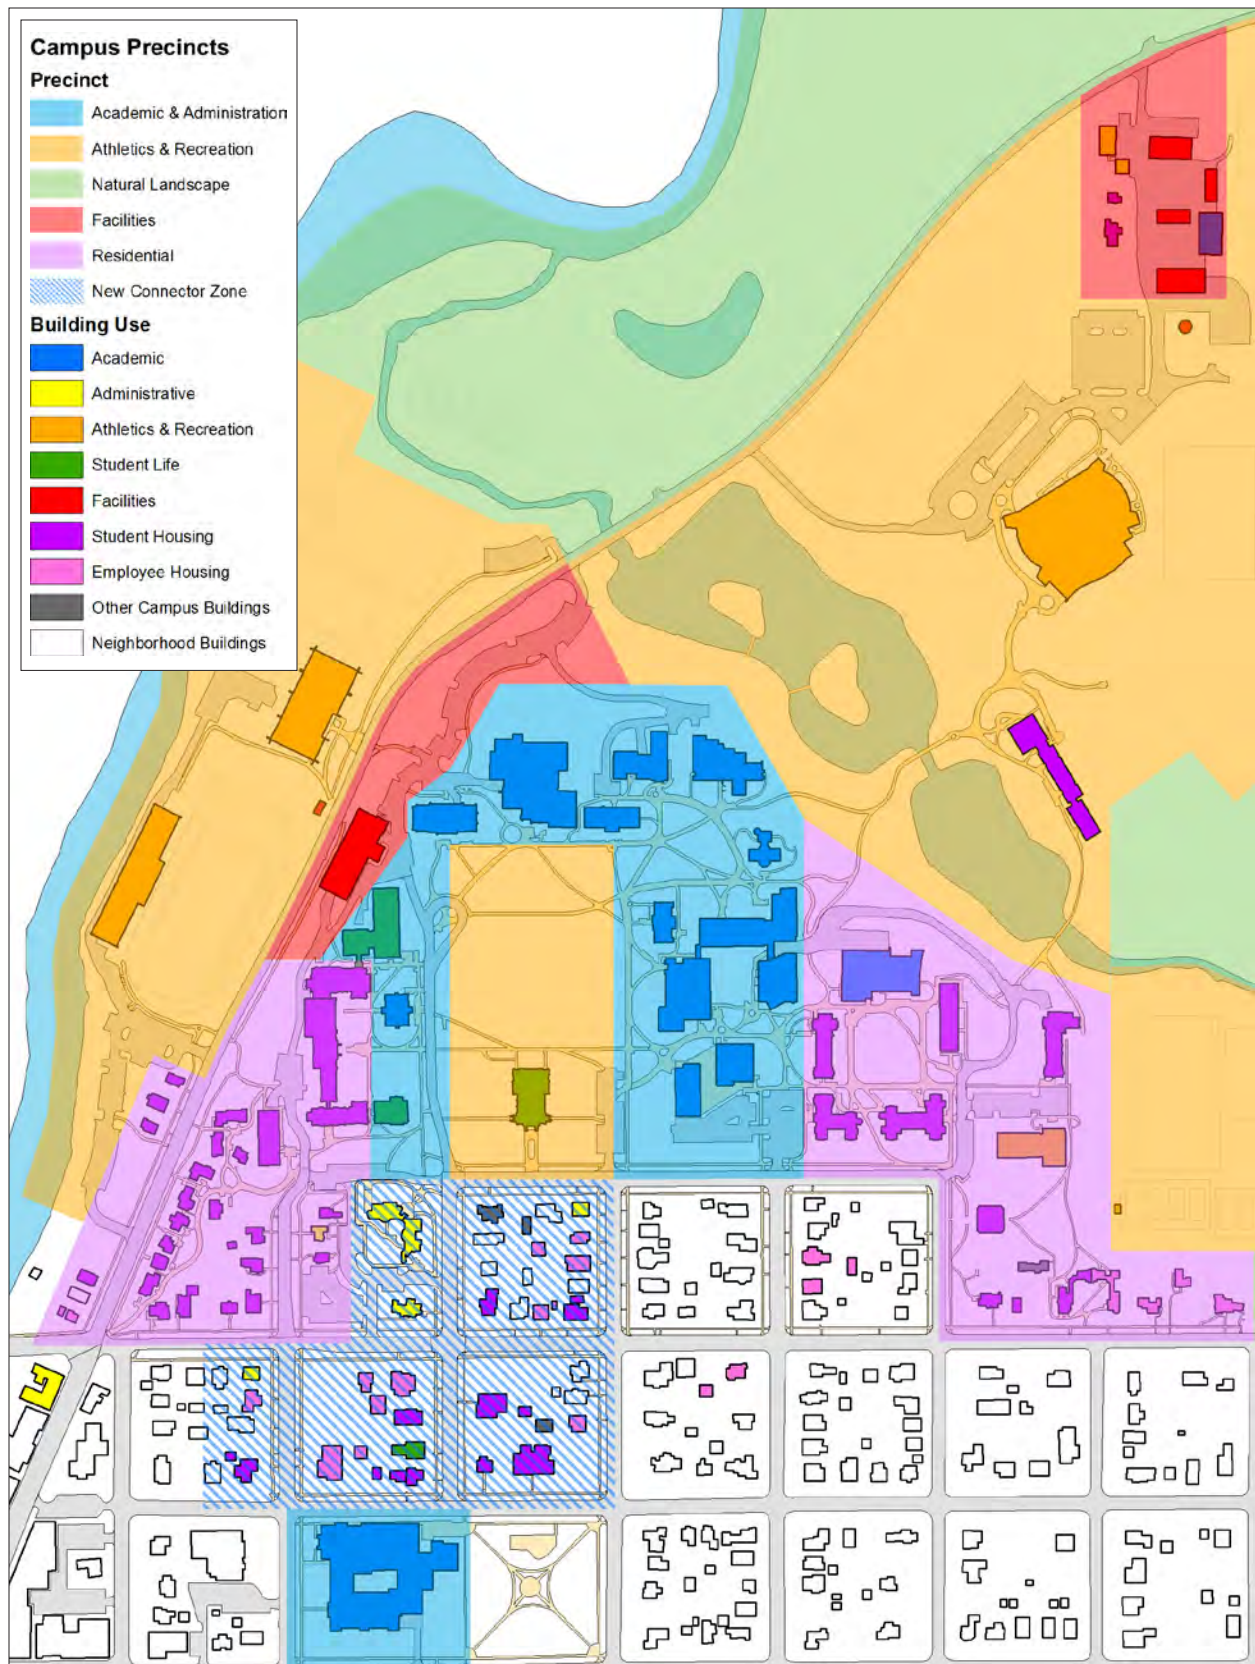 Campus Precincts
Precinct
Academic & Administration
Athletics & Recreation
Natural Landscape
Facilities
Residential
New Connector Zone
Building Use
Academic
Administrative
Athletics & Recreation
Student Life
Facilities
Student Housing
Employee Housing
Other Campus Buildings
Neighborhood Buildings